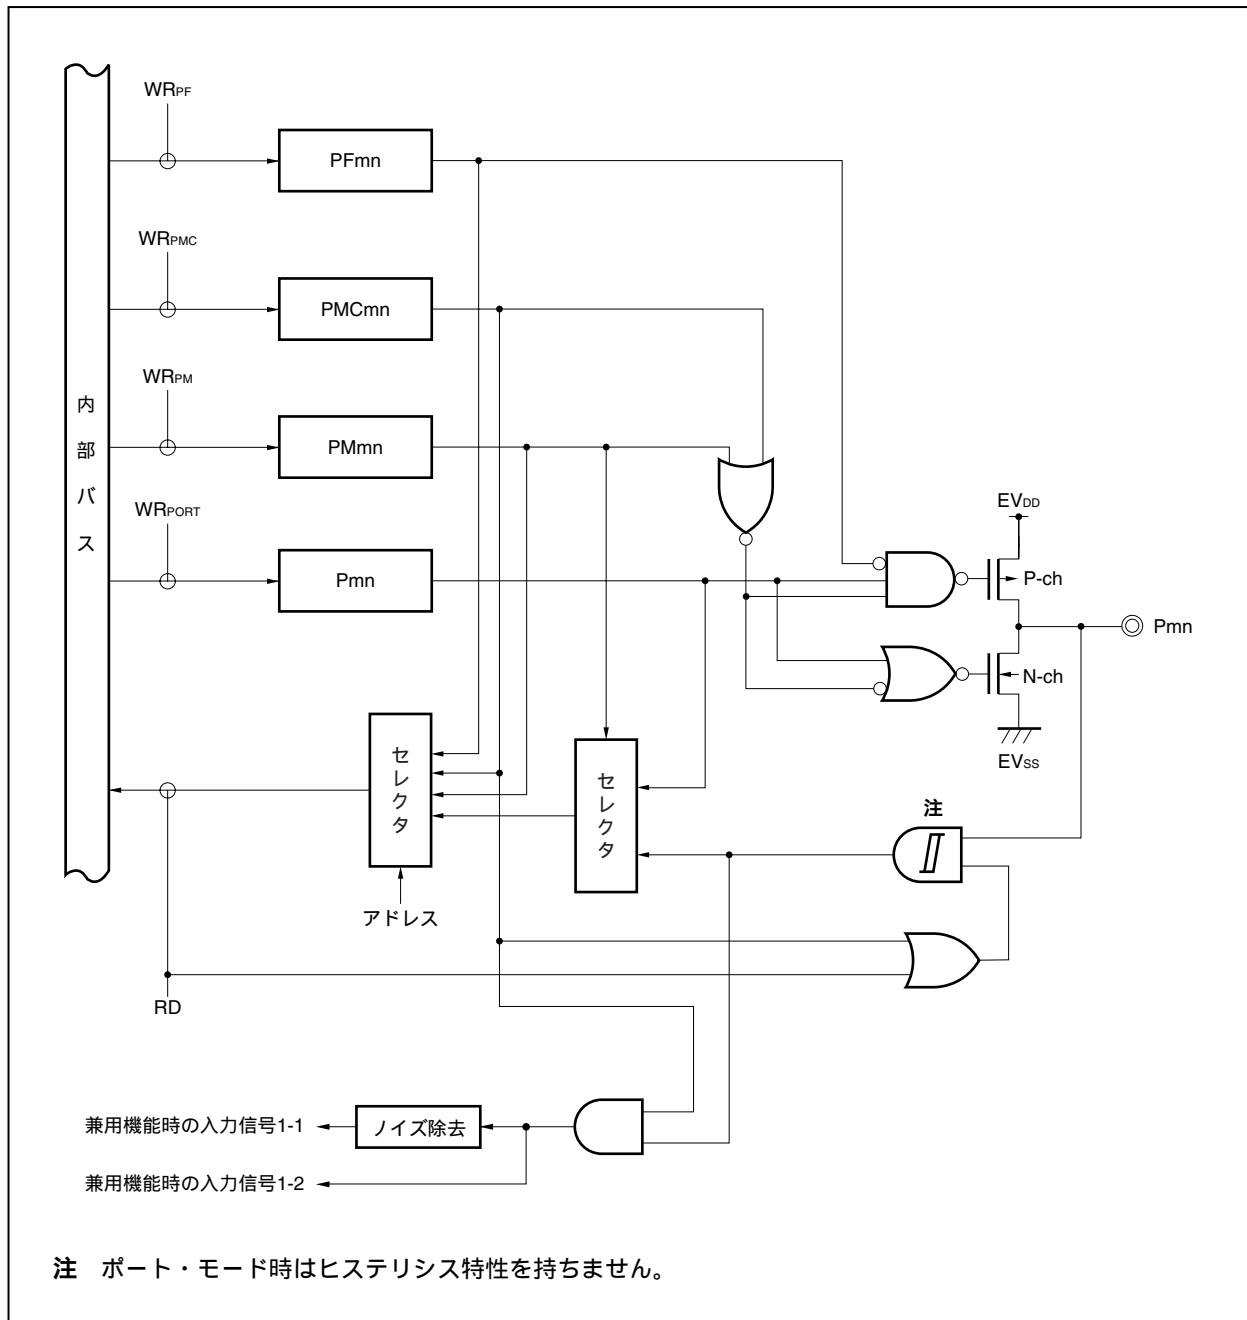 WRPF
PFmn
WRPMC
PMCmn
WRPM
PMmn
内部バス
WRPORT
Pmn
EVDD
P-ch
Pmn
N-ch
EVSS
セレクタ
セレクタ
注
アドレス
RD
兼用機能時の入力信号1-1
ノイズ除去
兼用機能時の入力信号1-2
注 ポート・モード時はヒステリシス特性を持ちません。